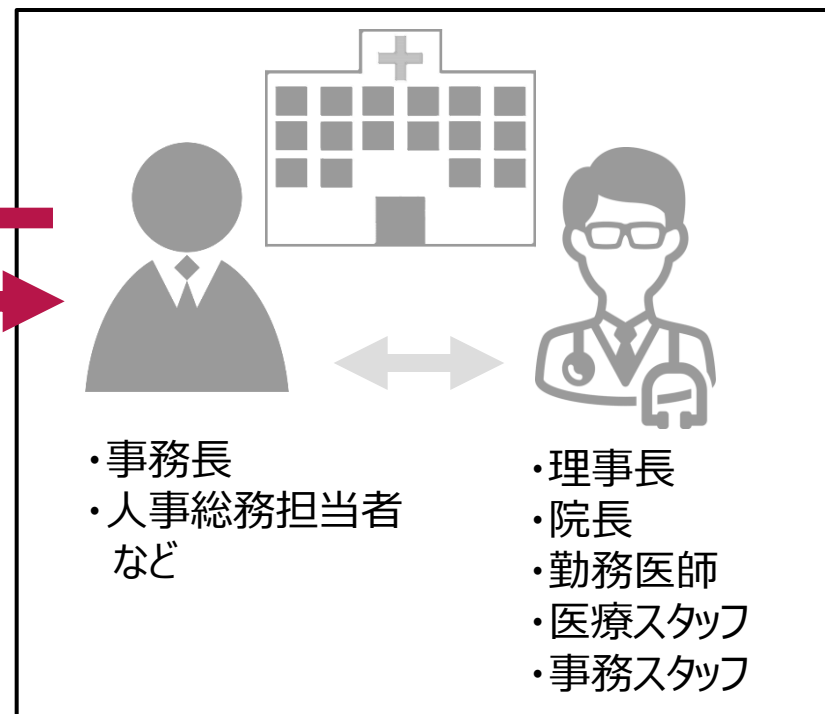 ・事務長
・人事総務担当者
など
・理事長
・院長
・勤務医師
・医療スタッフ
・事務スタッフ